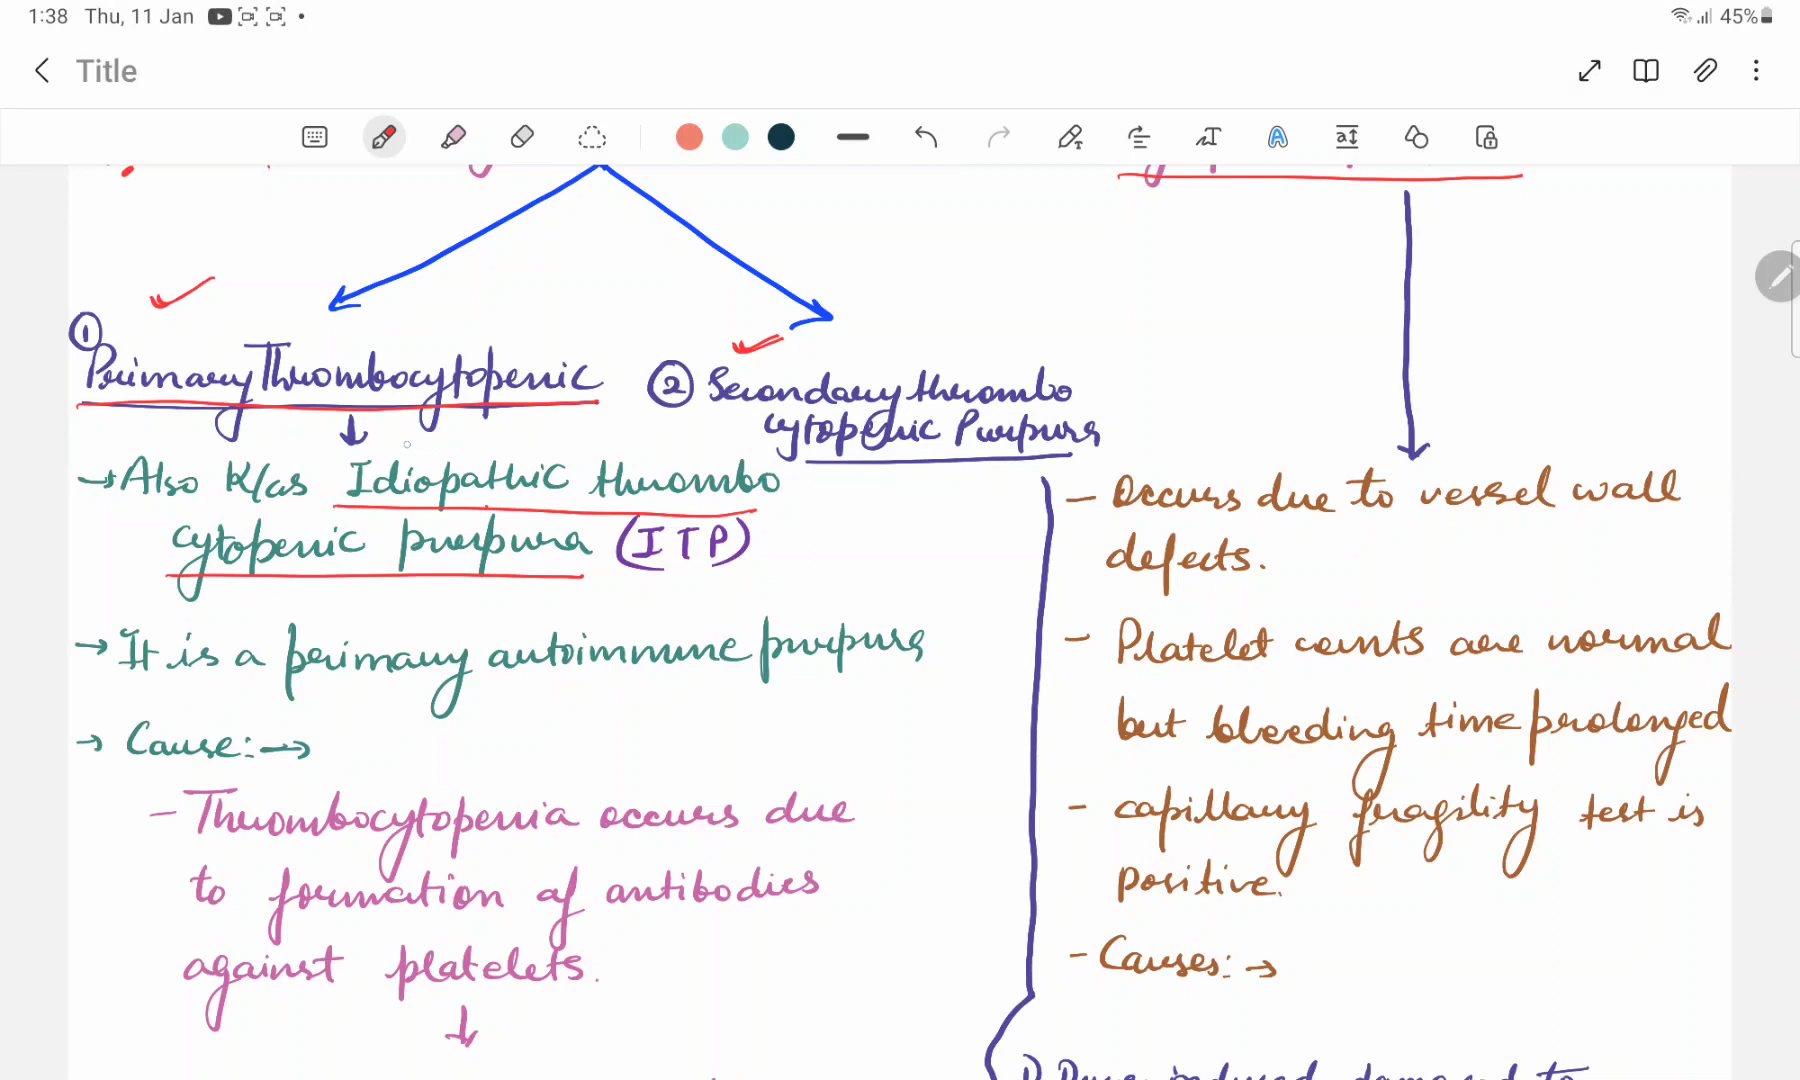 1:38 Thu, 11 Jan
45%
Title
① Primary Thrombocytopenic
② Secondary thrombo
cytopenic Purpura
→ Also K/as Idiopathic thrombo
cytopenic purpura (ITP)
→ It is a primary autoimmune purpura
→ Cause:→
- Thrombocytopenia occurs due
to formation of antibodies
against platelets.
- Occurs due to vessel wall
defects.
- Platelet counts are normal
but bleeding time prolonged
- capillary fragility test is
positive.
- Causes:→